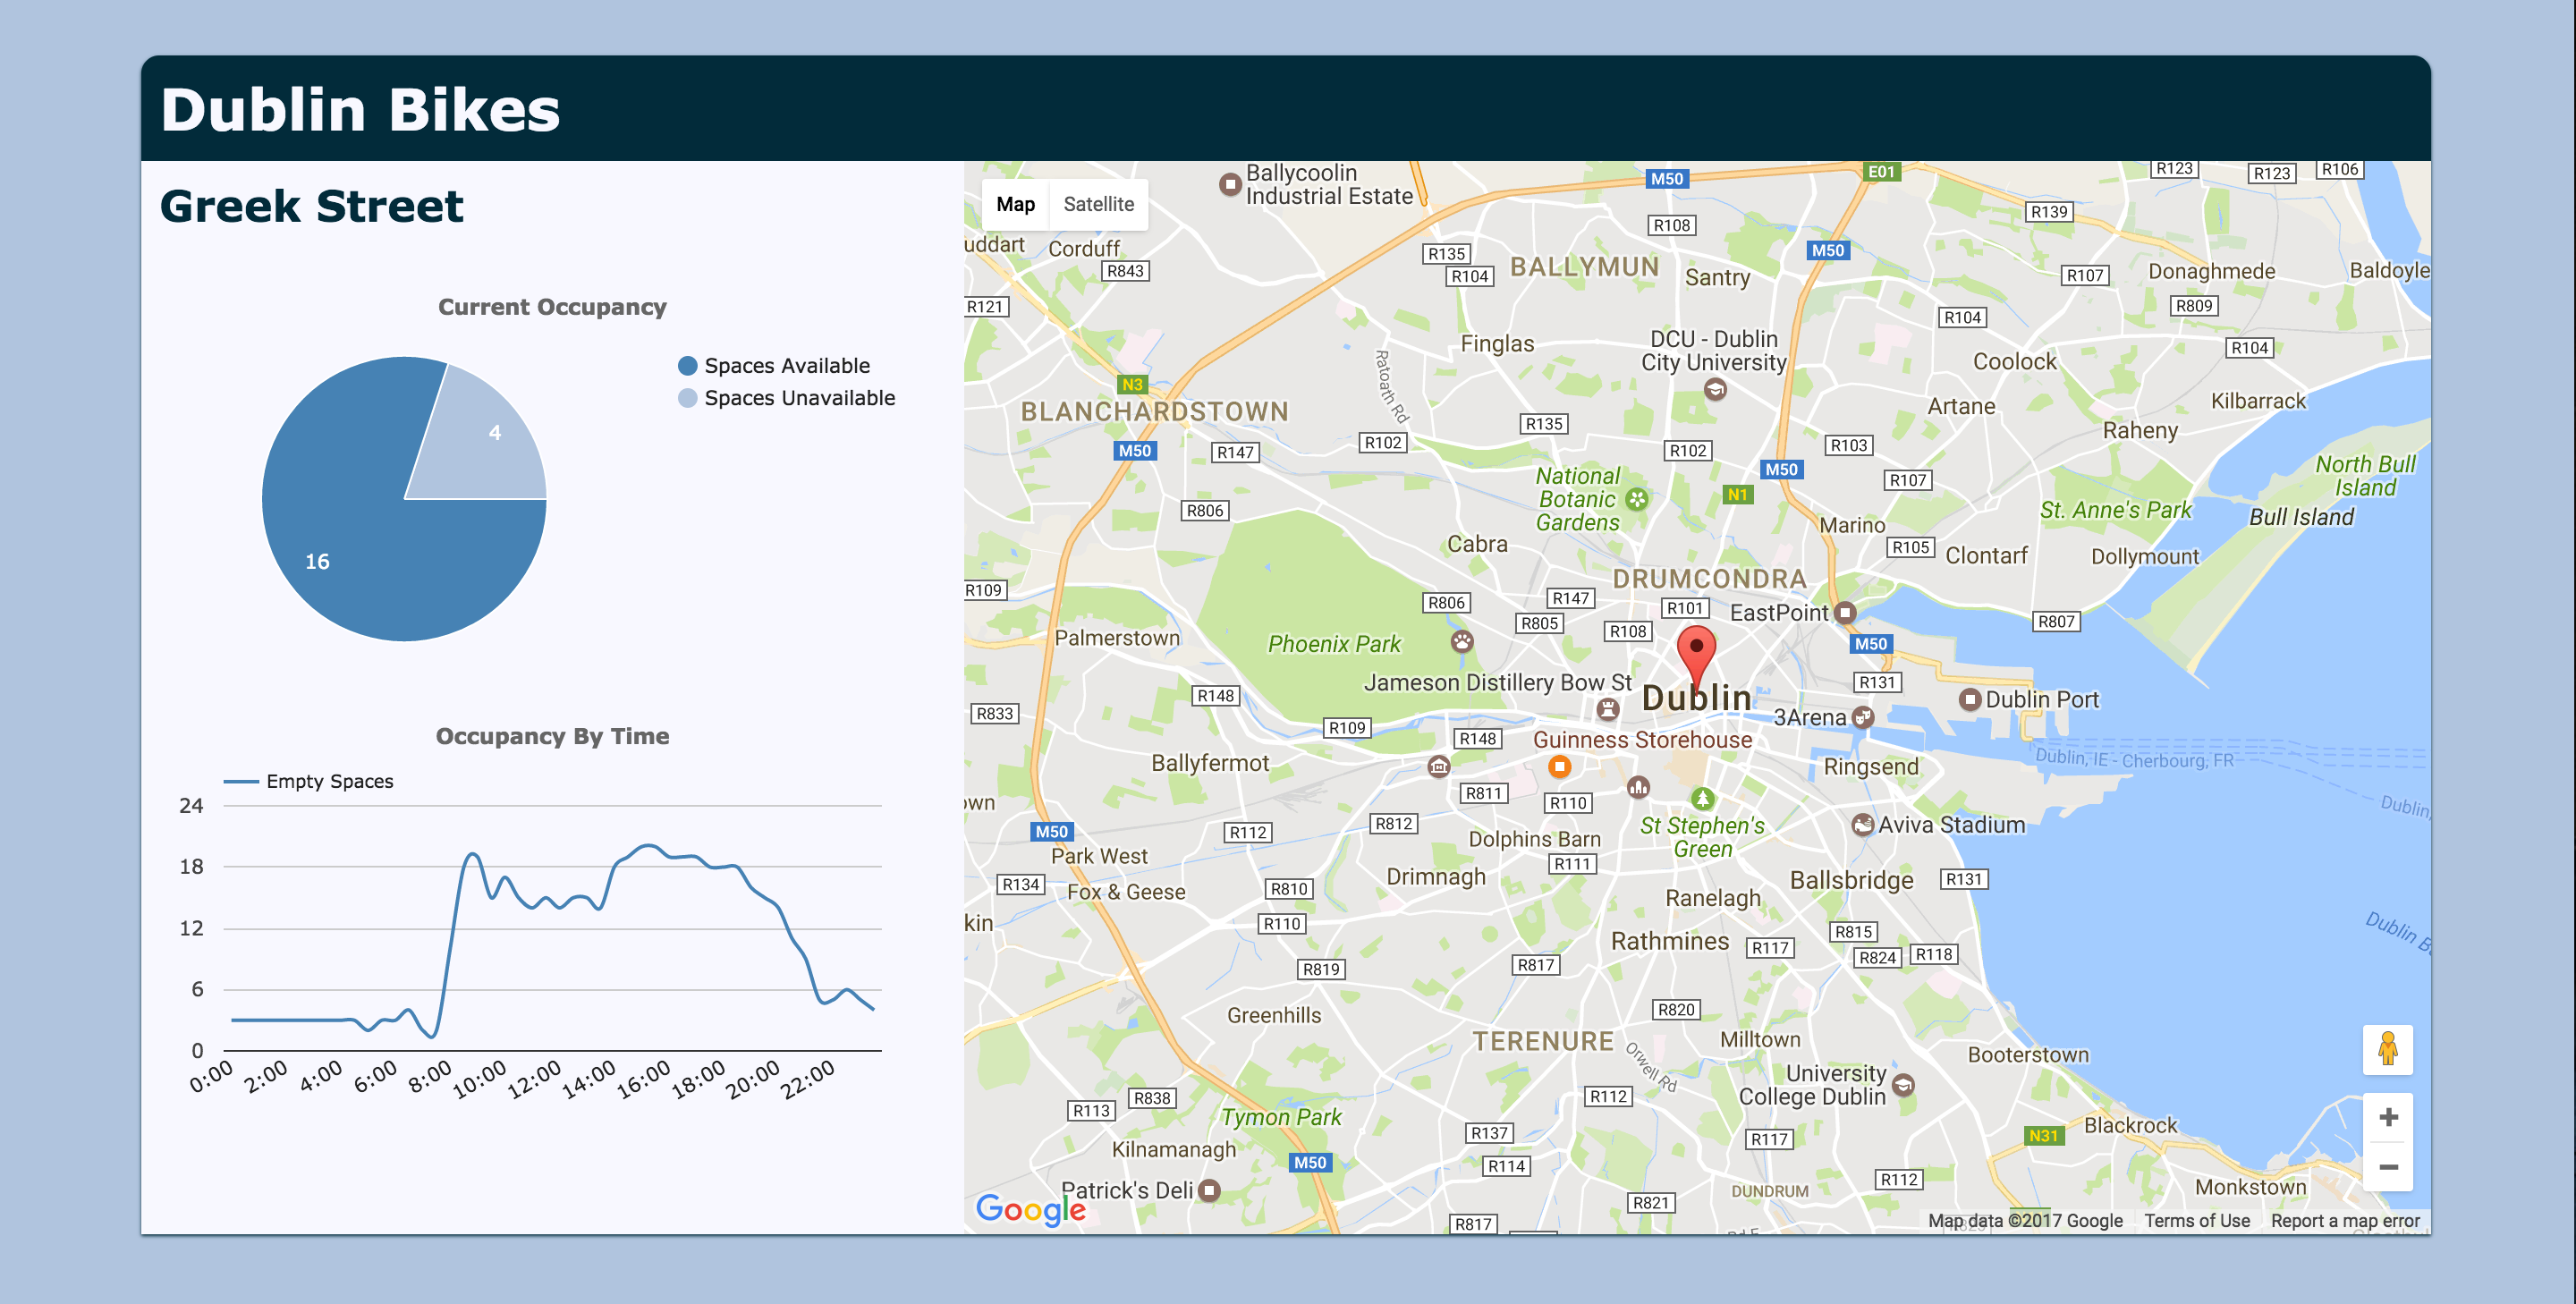 Dublin Bikes
Greek Street
Current Occupancy
Spaces Available
Spaces Unavailable
4
16
Occupancy By Time
Empty Spaces
24
18
12
6
0
0:00 2:00 4:00 6:00 8:00 10:00 12:00 14:00 16:00 18:00 20:00 22:00
Map Satellite
Ballycoolin
Industrial Estate
M50
E01
R123
R123
R106
R139
R108
uddart
Corduff
R135
M50
R843
R104
BALLYMUN
Santry
R107
Donaghmede
Baldoyle
R121
R809
R104
Ratoath Rd
Finglas
DCU - Dublin
City University
Coolock
R104
N3
BLANCHARDSTOWN
Artane
Kilbarrack
M50
R147
R102
R135
R102
R103
Raheny
M50
National
Botanic
Gardens
N1
R107
North Bull
Island
R806
St. Anne's Park
Bull Island
Marino
Cabra
R105
Clontarf
Dollymount
R109
DRUMCONDRA
R806
R147
R101
EastPoint
R805
R108
R807
Palmerstown
Phoenix Park
M50
Jameson Distillery Bow St
Dublin
R148
R131
Dublin Port
R833
R109
3Arena
R148
Guinness Storehouse
Dublin, IE - Cherbourg, FR
Ballyfermot
Ringsend
own
R811
R110
Dublin,
M50
R112
R812
St Stephen's
Green
Aviva Stadium
Dolphins Barn
Park West
R111
R134
Fox & Geese
R810
Drimnagh
Ballsbridge
R131
Ranelagh
kin
R110
Rathmines
R117
R815
Dublin B
R819
R817
R824
R118
Greenhills
R820
TERENURE
Orwell Rd
Milltown
Booterstown
University
College Dublin
R113
R838
Tymon Park
R112
Blackrock
R137
R117
N31
Kilnamanagh
M50
R114
Patrick's Deli
DUNDRUM
R112
Monkstown
R821
Google
R817
Map data ©2017 Google
Terms of Use
Report a map error